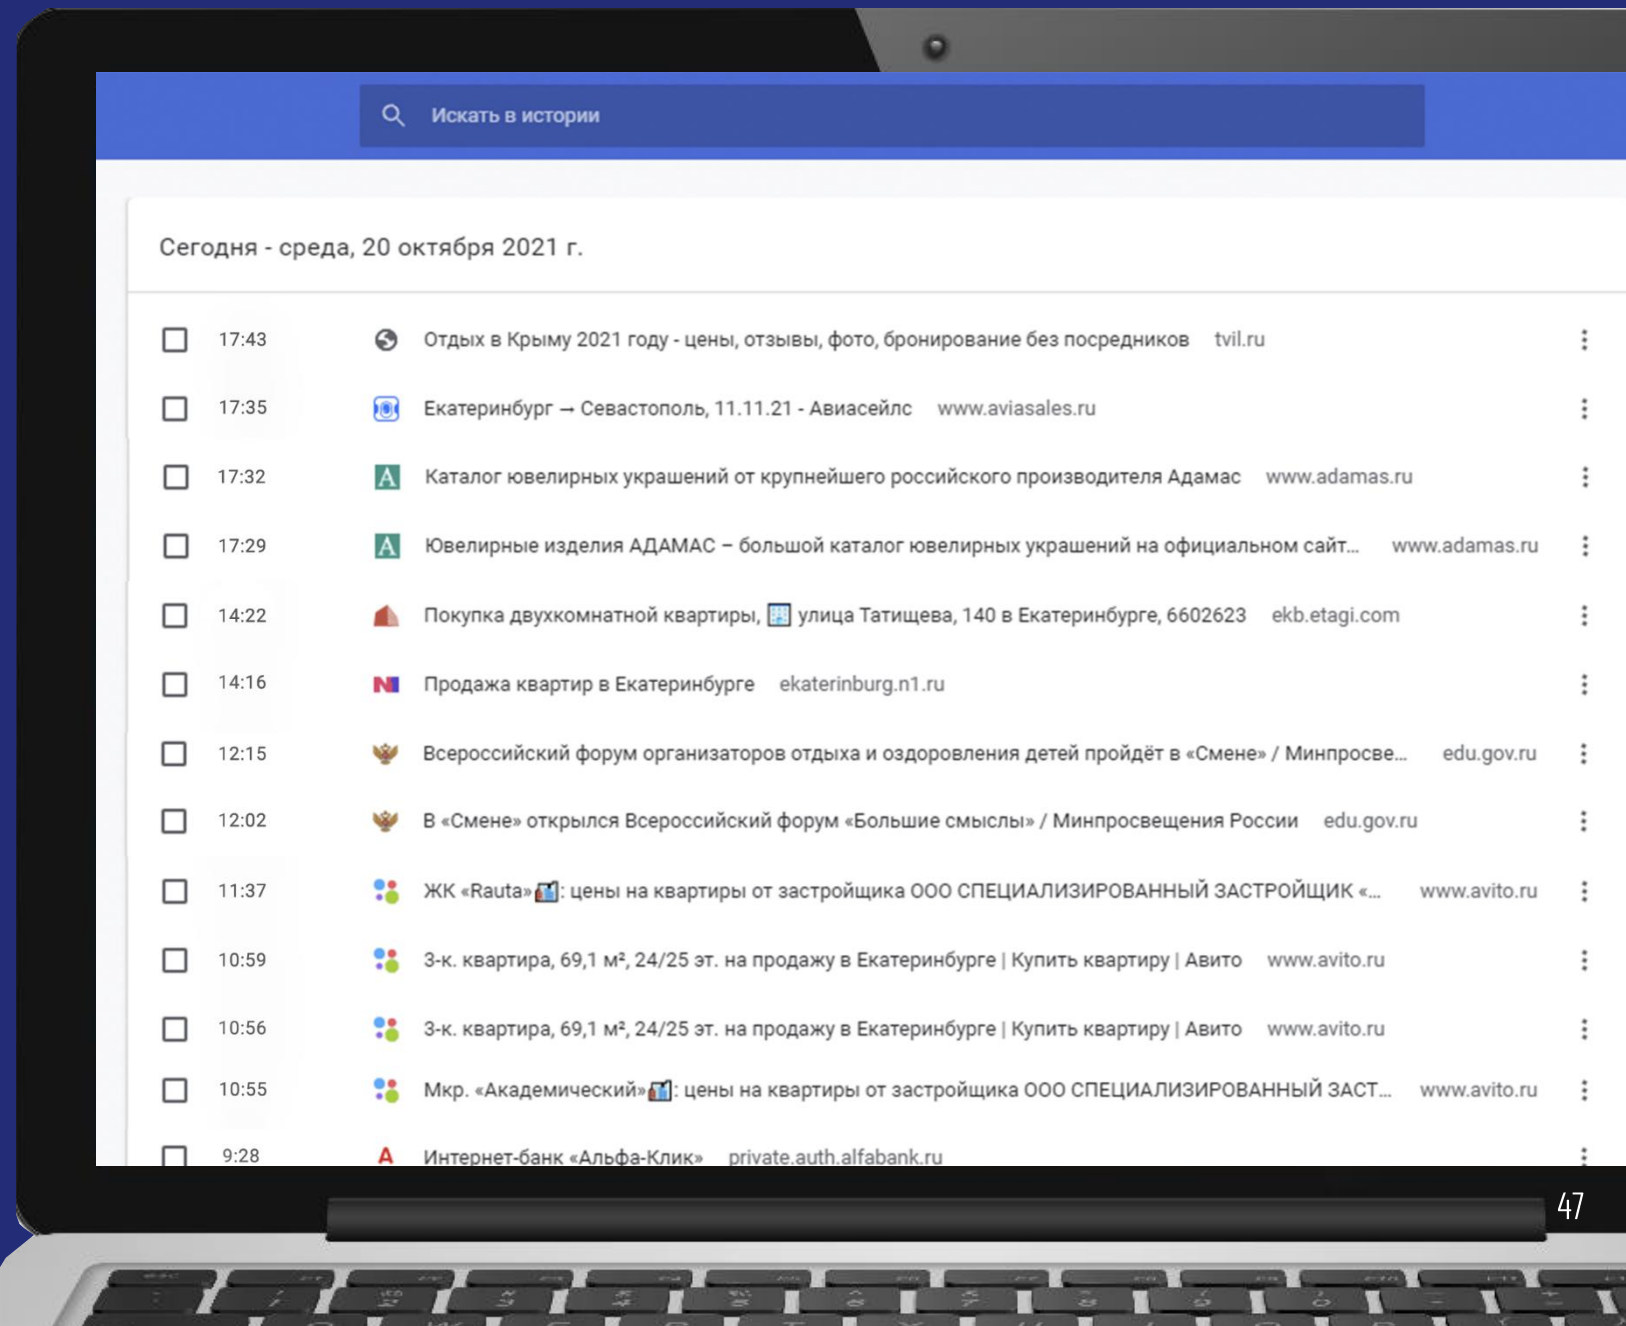 Искать в истории
Сегодня - среда, 20 октября 2021 г.
17:43 Отдых в Крыму 2021 году - цены, отзывы, фото, бронирование без посредников tvil.ru
17:35 Екатеринбург → Севастополь, 11.11.21 - Авиасейлс www.aviasales.ru
17:32 A Каталог ювелирных украшений от крупнейшего российского производителя Адамас www.adamas.ru
17:29 A Ювелирные изделия АДАМАС – большой каталог ювелирных украшений на официальном сайт... www.adamas.ru
14:22 Покупка двухкомнатной квартиры, улица Татищева, 140 в Екатеринбурге, 6602623 ekb.etagi.com
14:16 N1 Продажа квартир в Екатеринбурге ekaterinburg.n1.ru
12:15 Всероссийский форум организаторов отдыха и оздоровления детей пройдёт в «Смене» / Минпросве... edu.gov.ru
12:02 В «Смене» открылся Всероссийский форум «Большие смыслы» / Минпросвещения России edu.gov.ru
11:37 ЖК «Rauta»: цены на квартиры от застройщика ООО СПЕЦИАЛИЗИРОВАННЫЙ ЗАСТРОЙЩИК «... www.avito.ru
10:59 3-к. квартира, 69,1 м², 24/25 эт. на продажу в Екатеринбурге | Купить квартиру | Авито www.avito.ru
10:56 3-к. квартира, 69,1 м², 24/25 эт. на продажу в Екатеринбурге | Купить квартиру | Авито www.avito.ru
10:55 Мкр. «Академический»: цены на квартиры от застройщика ООО СПЕЦИАЛИЗИРОВАННЫЙ ЗАСТ... www.avito.ru
9:28 А Интернет-банк «Альфа-Клик» private.auth.alfabank.ru
47